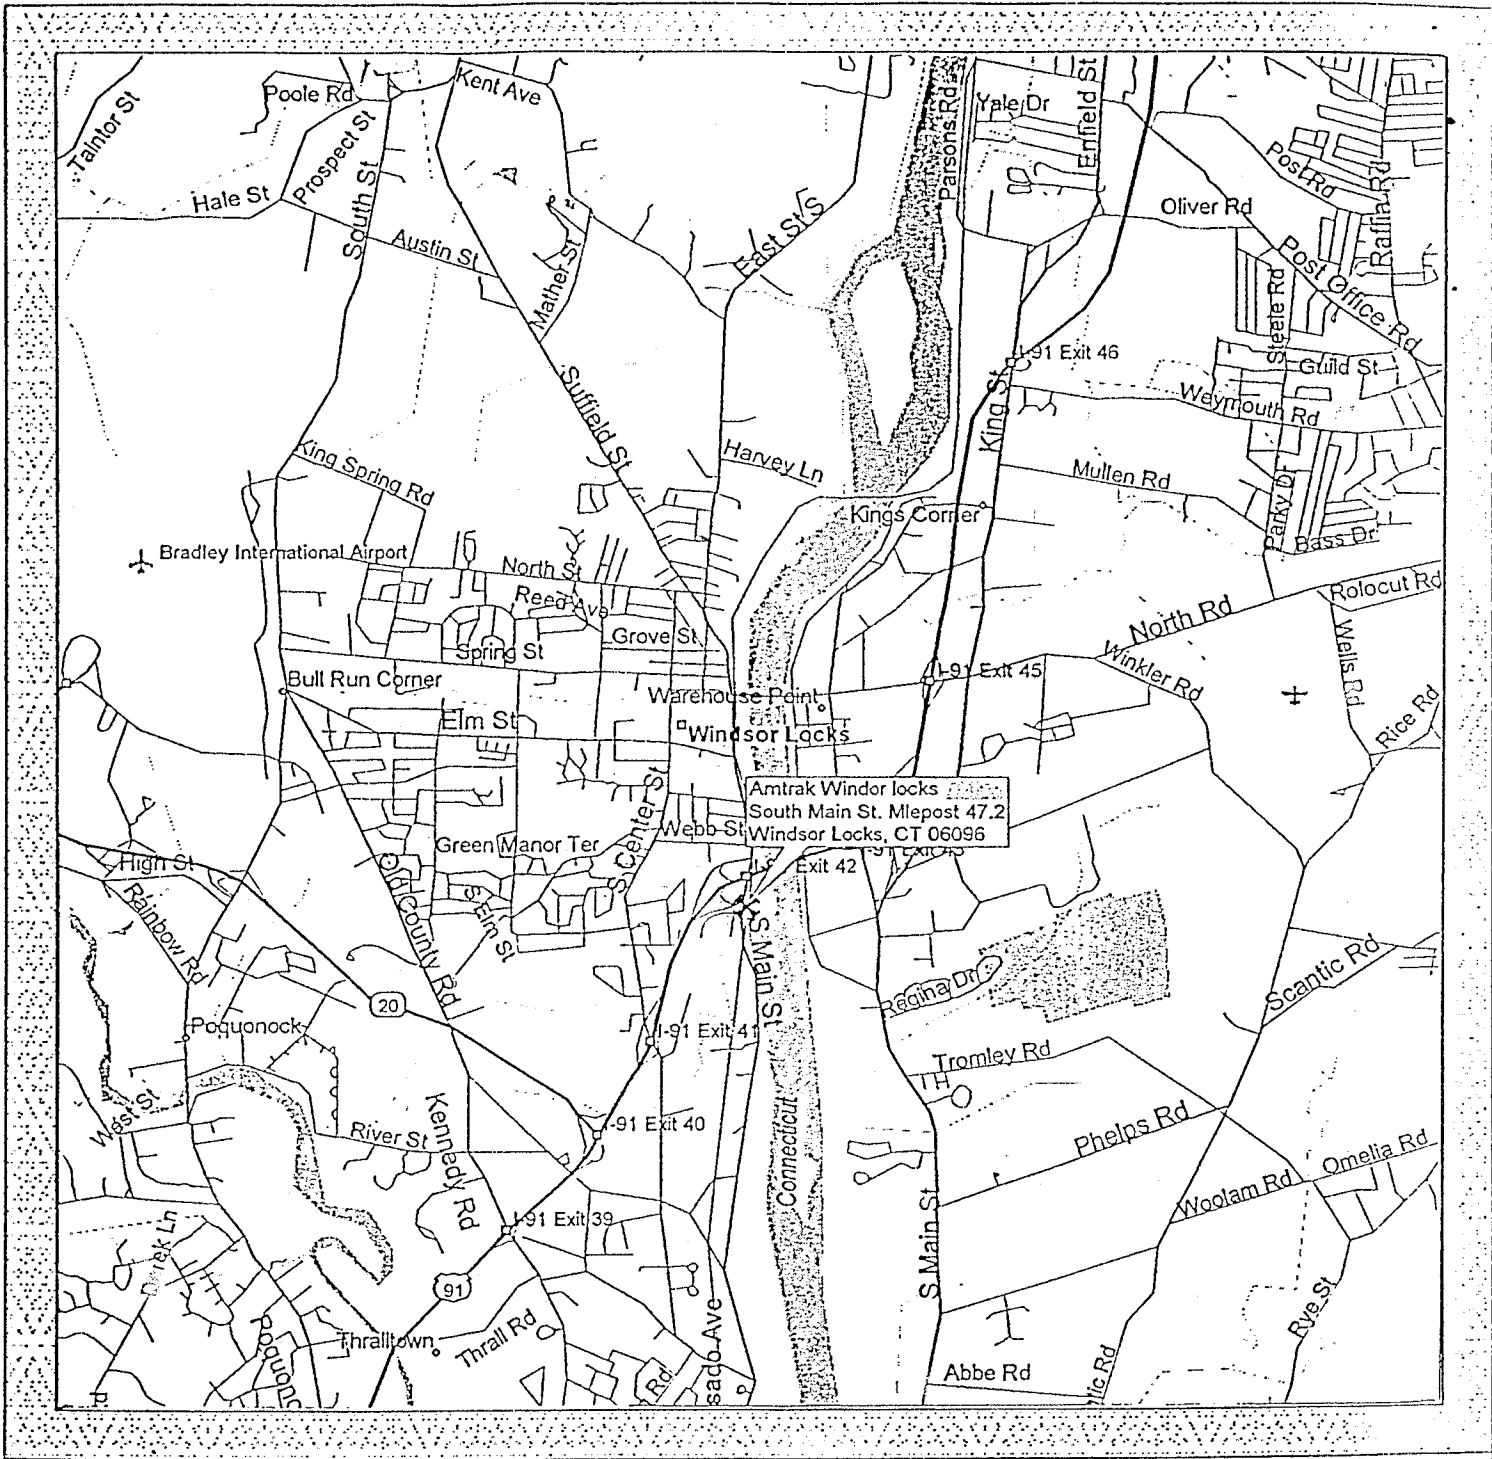 Taintor St
Poole Rd
Kent Ave
Prospect St
Hale St
South St
Austin St
Mather St
East St S
Parsons Rd
Yale Dr
Enfield St
Post Rd
Raffia Rd
Oliver Rd
Post Office Rd
Steele Rd
I-91 Exit 46
Guild St
Weymouth Rd
Suffield St
King St
Harvey Ln
King Spring Rd
Mullen Rd
Parky Dr
Kings Corner
Bass Dr
Bradley International Airport
North St
Reed Ave
Rolocut Rd
North Rd
Grove St
Spring St
Winkler Rd
Wells Rd
I-91 Exit 45
Bull Run Corner
Warehouse Point
Elm St
Windsor Locks
Rice Rd
Amtrak Windor locks
South Main St. Mlepost 47.2
Windsor Locks, CT 06096
S Center St
Webb St
Green Manor Ter
Exit 42
High St
Old County Rd
S Elm St
Rainbow Rd
S Main St
Regina Dr
Scantic Rd
20
Poquonock
I-91 Exit 41
Tromley Rd
West St
Kennedy Rd
River St
I-91 Exit 40
Connecticut
Phelps Rd
Omelia Rd
Woolam Rd
I-91 Exit 39
S Main St
91
Thralltown
Thrall Rd
Rye St
Abbe Rd
Rd